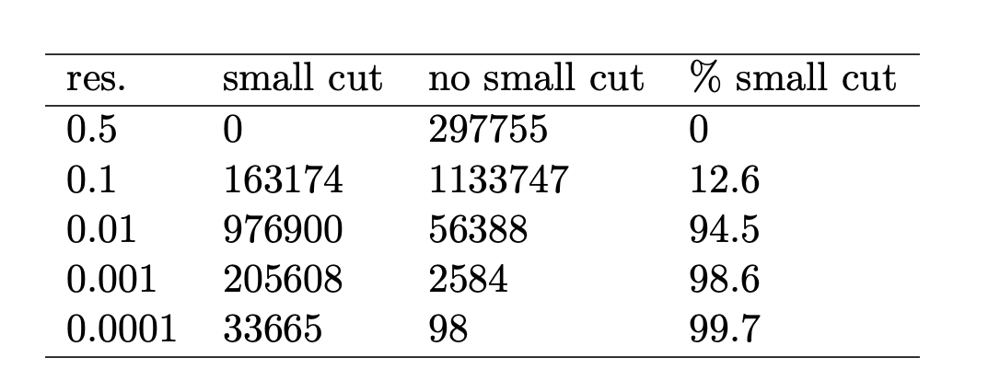 res. small cut no small cut % small cut
0.5 0 297755 0
0.1 163174 1133747 12.6
0.01 976900 56388 94.5
0.001 205608 2584 98.6
0.0001 33665 98 99.7